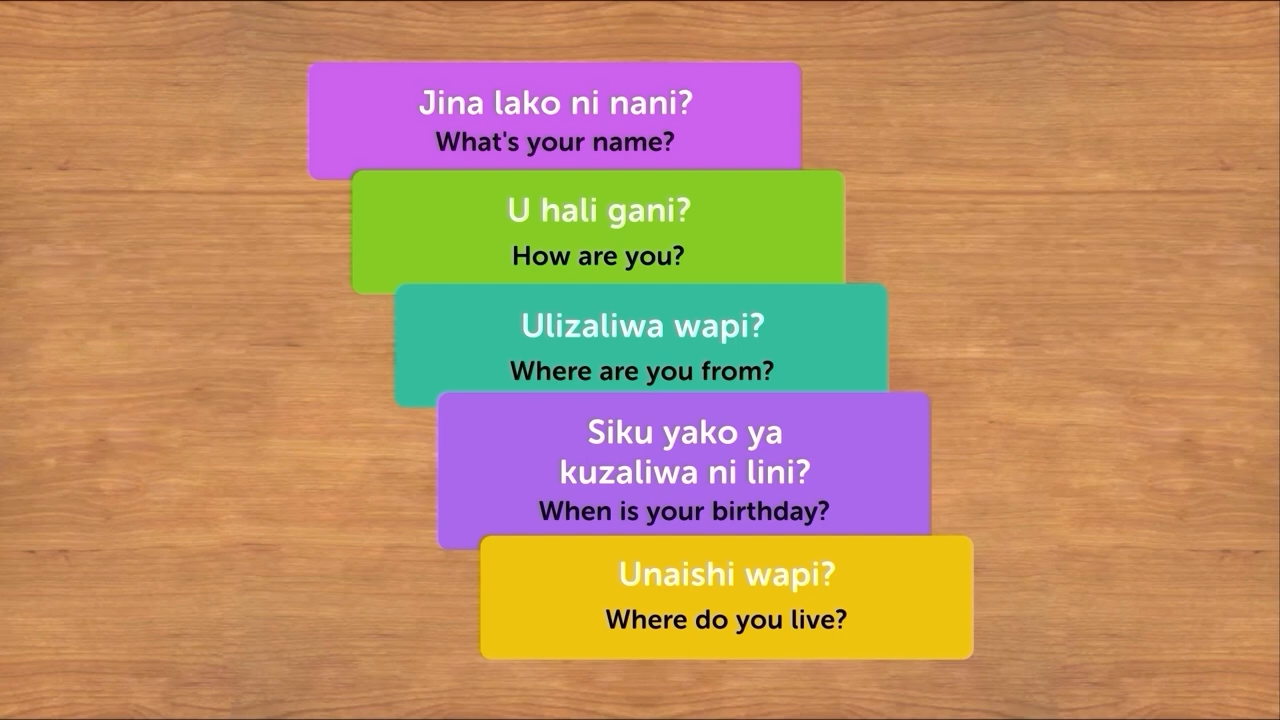 Jina lako ni nani?
What's your name?
U hali gani?
How are you?
Ulizaliwa wapi?
Where are you from?
Siku yako ya
kuzaliwa ni lini?
When is your birthday?
Unaishi wapi?
Where do you live?